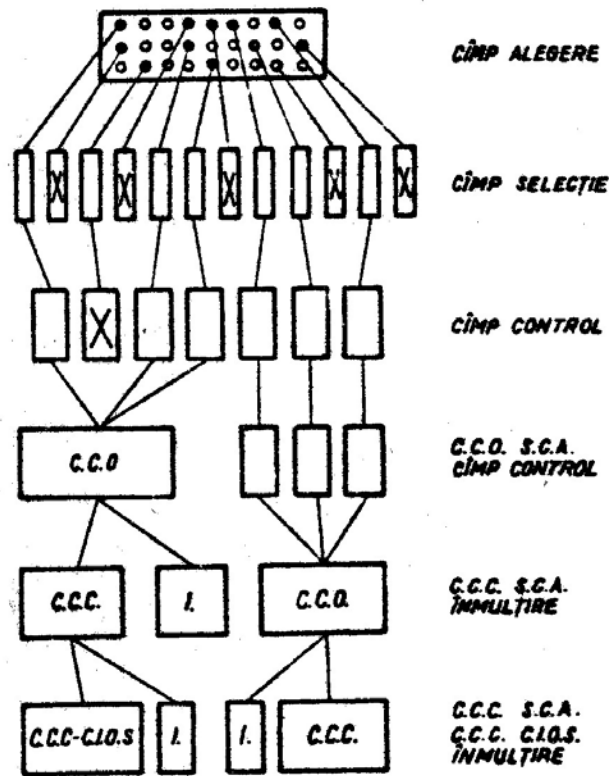 CÎMP ALEGERE
CÎMP SELECȚIE
CÎMP CONTROL
C.C.O
C.C.O. S.C.A.
CÎMP CONTROL
C.C.C.
I.
C.C.O.
C.C.C. S.C.A.
ÎNMULȚIRE
C.C.C-C.I.O.S
I.
I.
C.C.C.
C.C.C. S.C.A.
C.C.C. C.I.O.S.
ÎNMULȚIRE